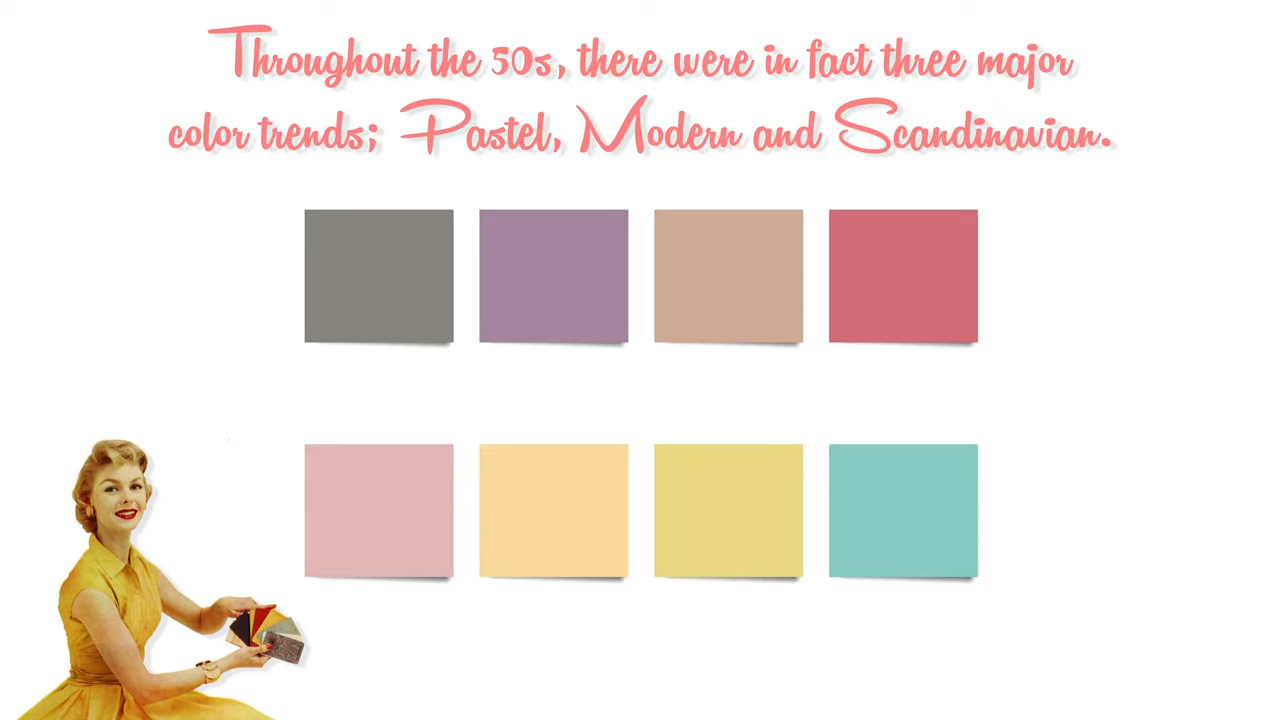 Throughout the 50s, there were in fact three major
color trends; Pastel, Modern and Scandinavian.